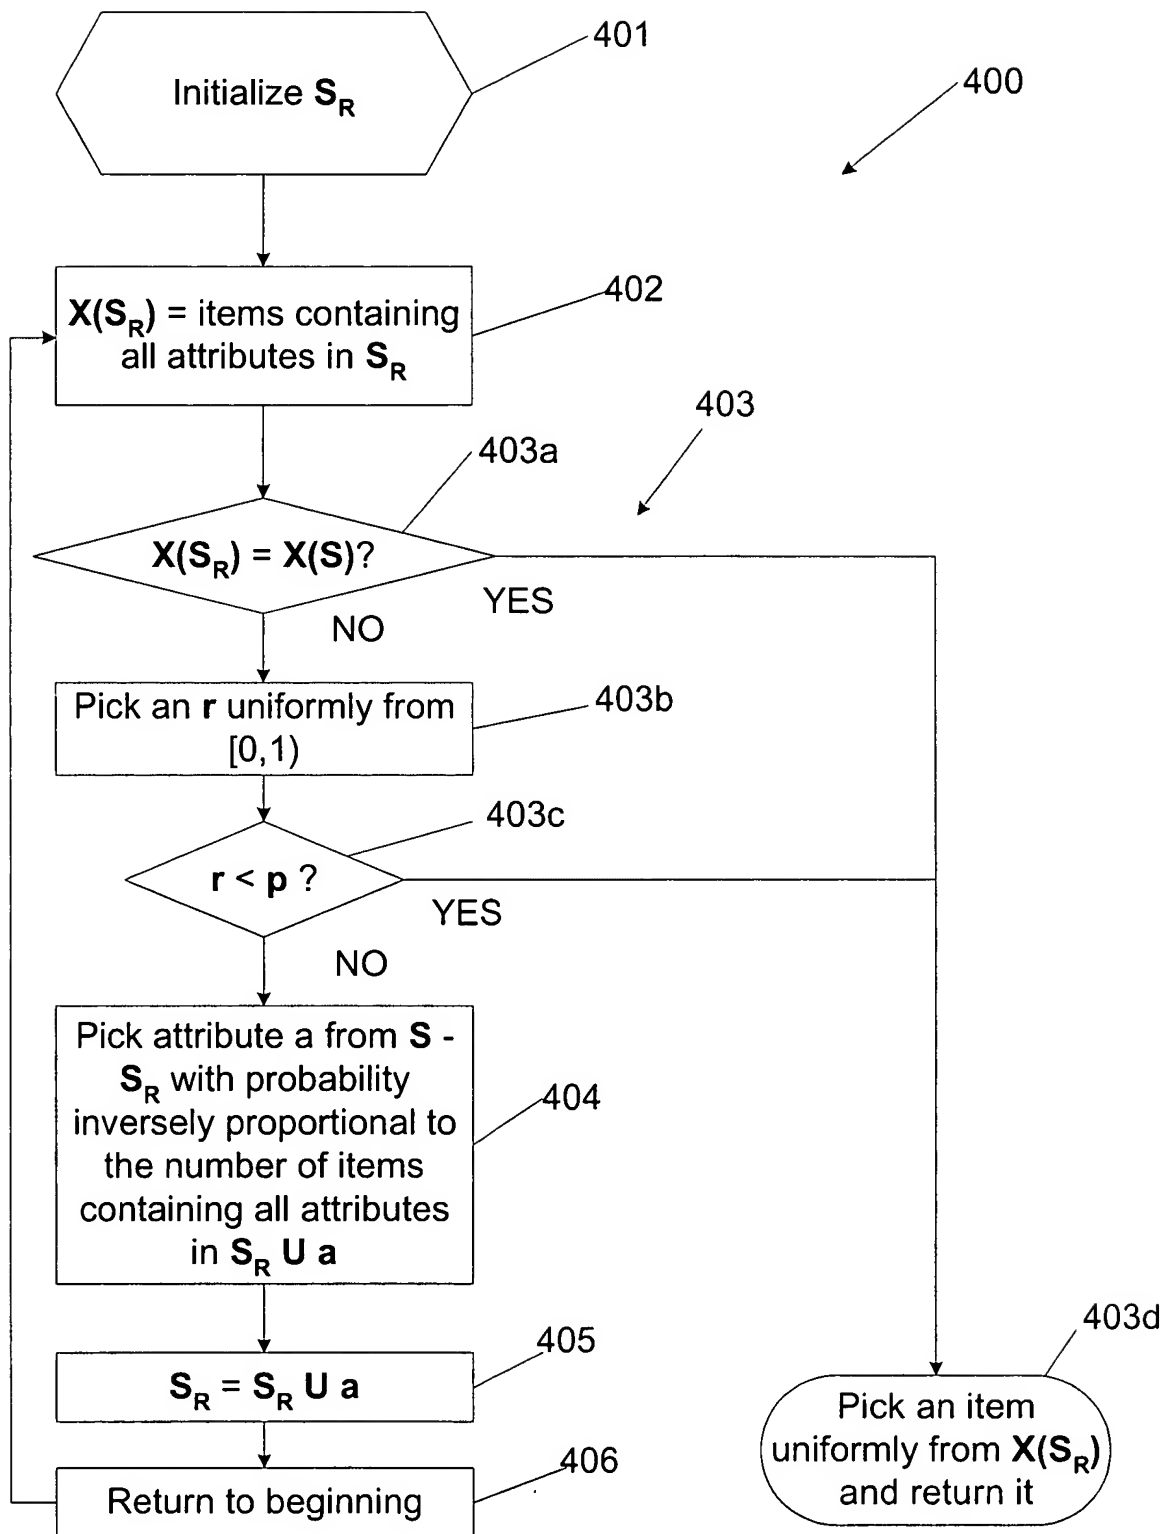 401
Initialize S_R
400
402
X(S_R) = items containing
all attributes in S_R
403
403a
X(S_R) = X(S)?
YES
NO
Pick an r uniformly from
[0,1)
403b
403c
r < p ?
YES
NO
Pick attribute a from S -
S_R with probability
inversely proportional to
the number of items
containing all attributes
in S_R U a
404
405
S_R = S_R U a
403d
Pick an item
uniformly from X(S_R)
and return it
406
Return to beginning